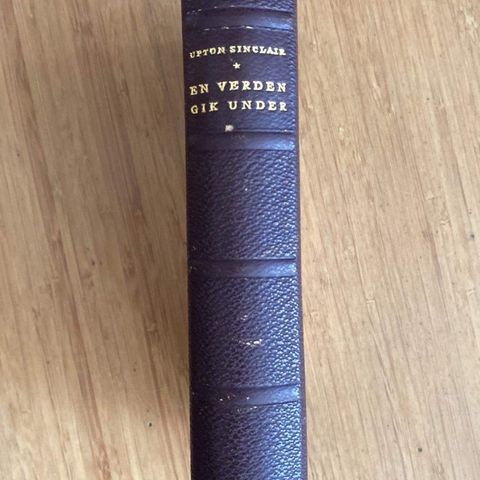 UPTON SINCLAIR
*
EN VERDEN
GIK UNDER